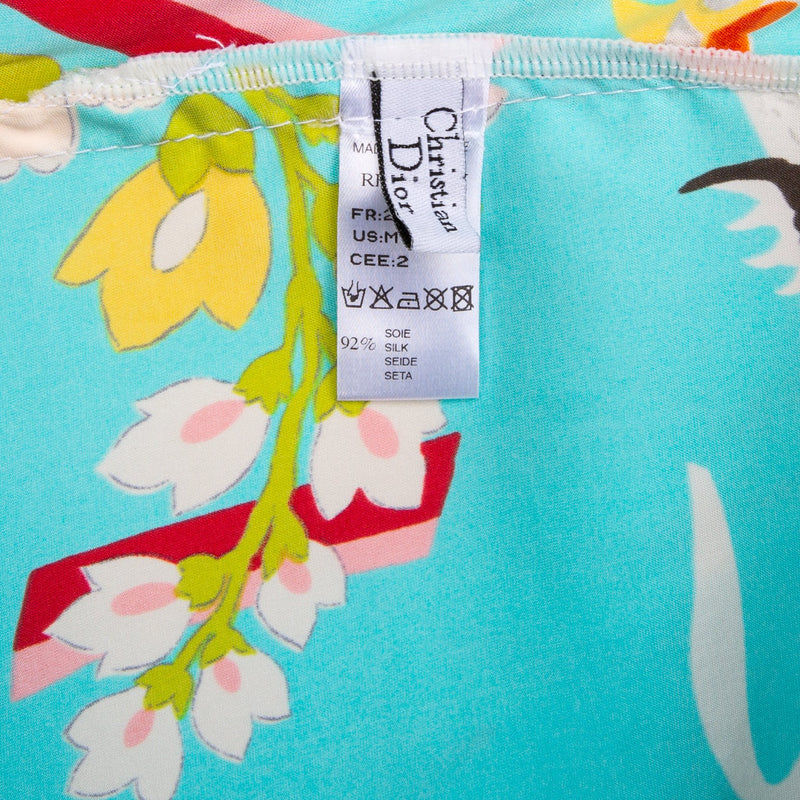 Christian
Dior
FR:2
US:M
CEE:2
92% SOIE
SILK
SEIDE
SETA